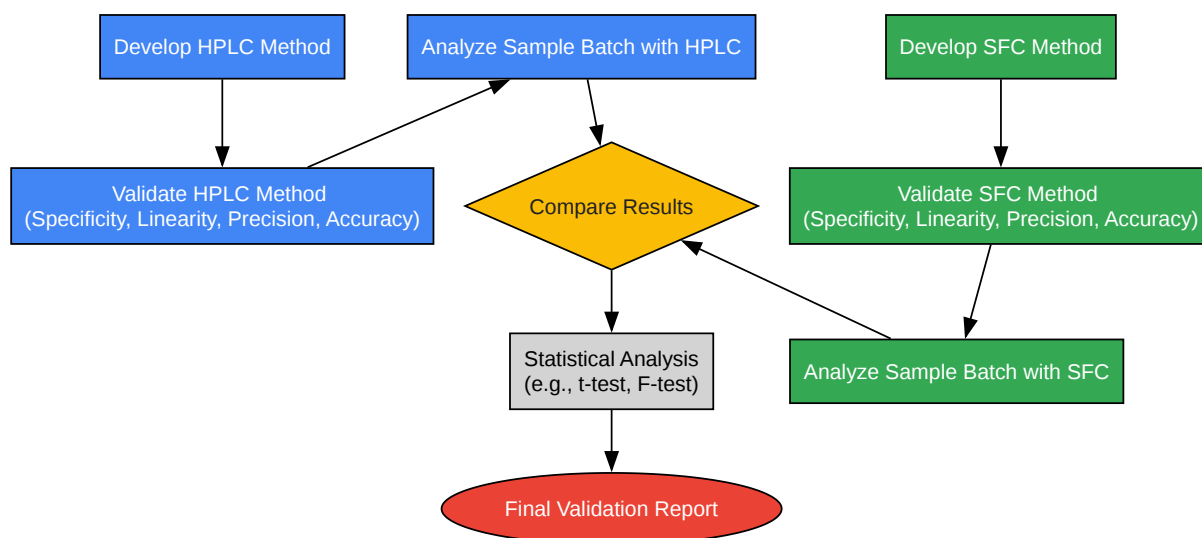 Develop HPLC Method
Analyze Sample Batch with HPLC
Develop SFC Method
Validate HPLC Method
(Specificity, Linearity, Precision, Accuracy)
Compare Results
Validate SFC Method
(Specificity, Linearity, Precision, Accuracy)
Statistical Analysis
(e.g., t-test, F-test)
Analyze Sample Batch with SFC
Final Validation Report